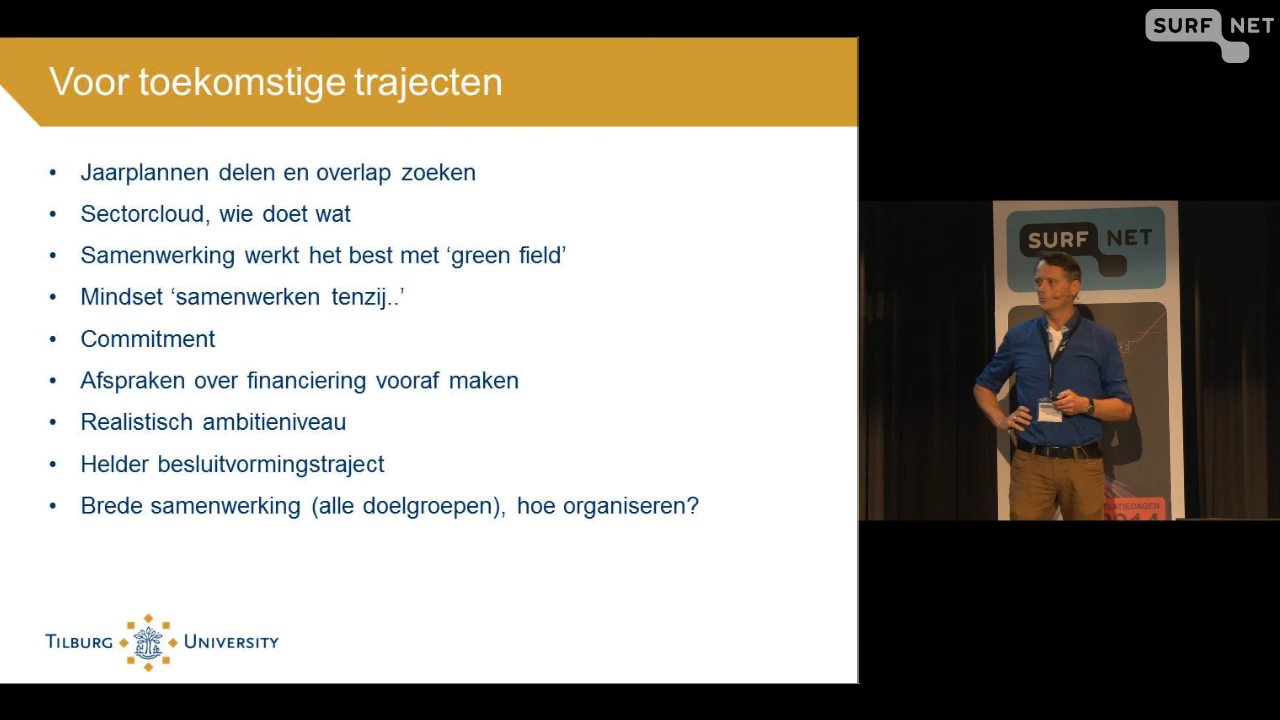 SURF NET
Voor toekomstige trajecten
• Jaarplannen delen en overlap zoeken
• Sectorcloud, wie doet wat
• Samenwerking werkt het best met ‘green field’
• Mindset ‘samenwerken tenzij..’
• Commitment
• Afspraken over financiering vooraf maken
• Realistisch ambitieniveau
• Helder besluitvormingstraject
• Brede samenwerking (alle doelgroepen), hoe organiseren?
TILBURG UNIVERSITY
SURF NET